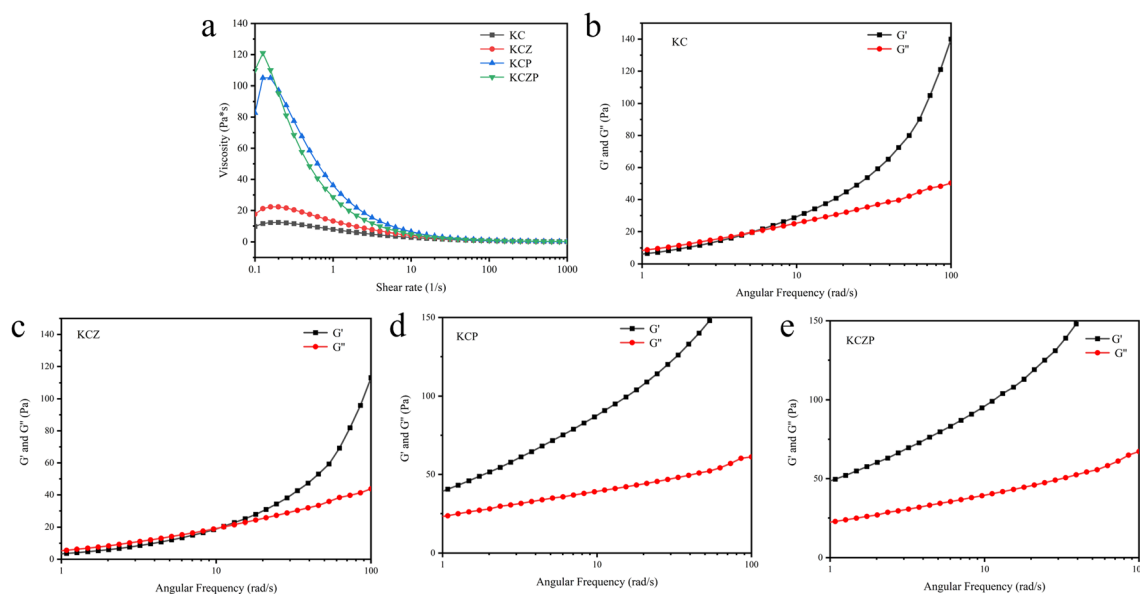 a
140
120
100
80
60
40
20
0
Viscosity (Pa*s)
0.1
1
10
100
1000
Shear rate (1/s)
KC
KCZ
KCP
KCZP
b
KC
G'
G"
140
120
100
80
60
40
20
0
G' and G" (Pa)
1
10
100
Angular Frequency (rad/s)
c
KCZ
G'
G"
140
120
100
80
60
40
20
0
G' and G" (Pa)
1
10
100
Angular Frequency (rad/s)
d
KCP
G'
G"
150
100
50
0
G' and G" (Pa)
1
10
100
Angular Frequency (rad/s)
e
KCZP
G'
G"
150
100
50
0
G' and G" (Pa)
1
10
10
Angular Frequency (rad/s)